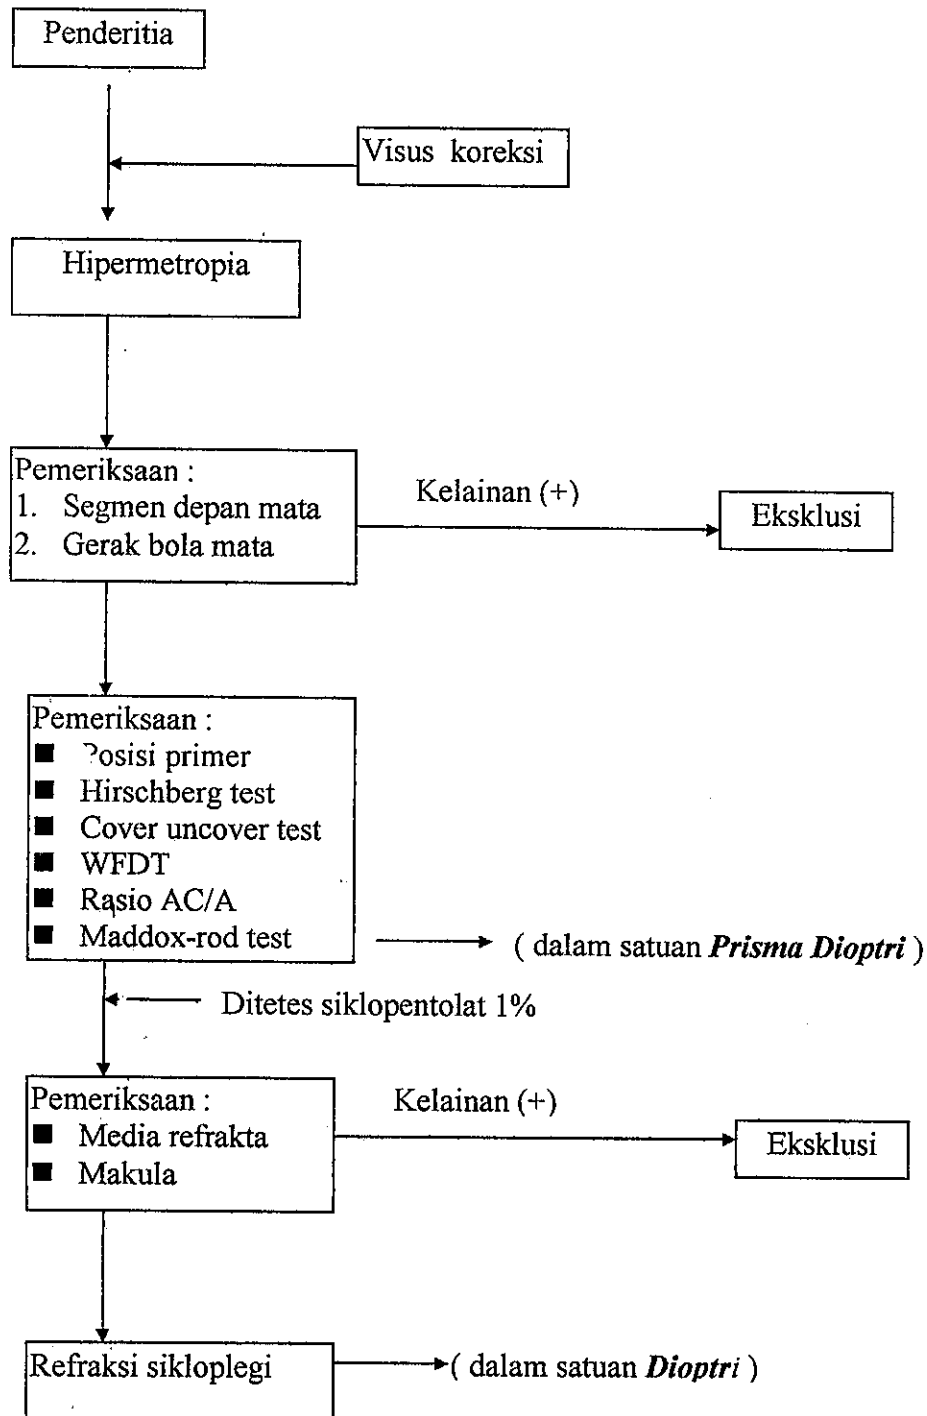 Penderitia
Visus koreksi
Hipermetropia
Pemeriksaan :
1. Segmen depan mata
2. Gerak bola mata
Kelainan (+)
Eksklusi
Pemeriksaan :
■ Posisi primer
■ Hirschberg test
■ Cover uncover test
■ WFDT
■ Rasio AC/A
■ Maddox-rod test
( dalam satuan Prisma Dioptri )
Ditetes siklopentolat 1%
Pemeriksaan :
■ Media refrakta
■ Makula
Kelainan (+)
Eksklusi
Refraksi sikloplegi
( dalam satuan Dioptri )